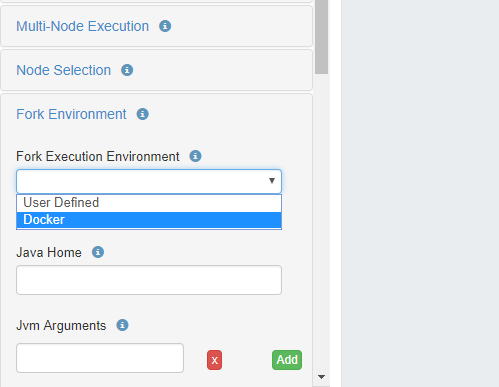 Multi-Node Execution
Node Selection
Fork Environment
Fork Execution Environment
User Defined
Docker
Java Home
Jvm Arguments
x Add